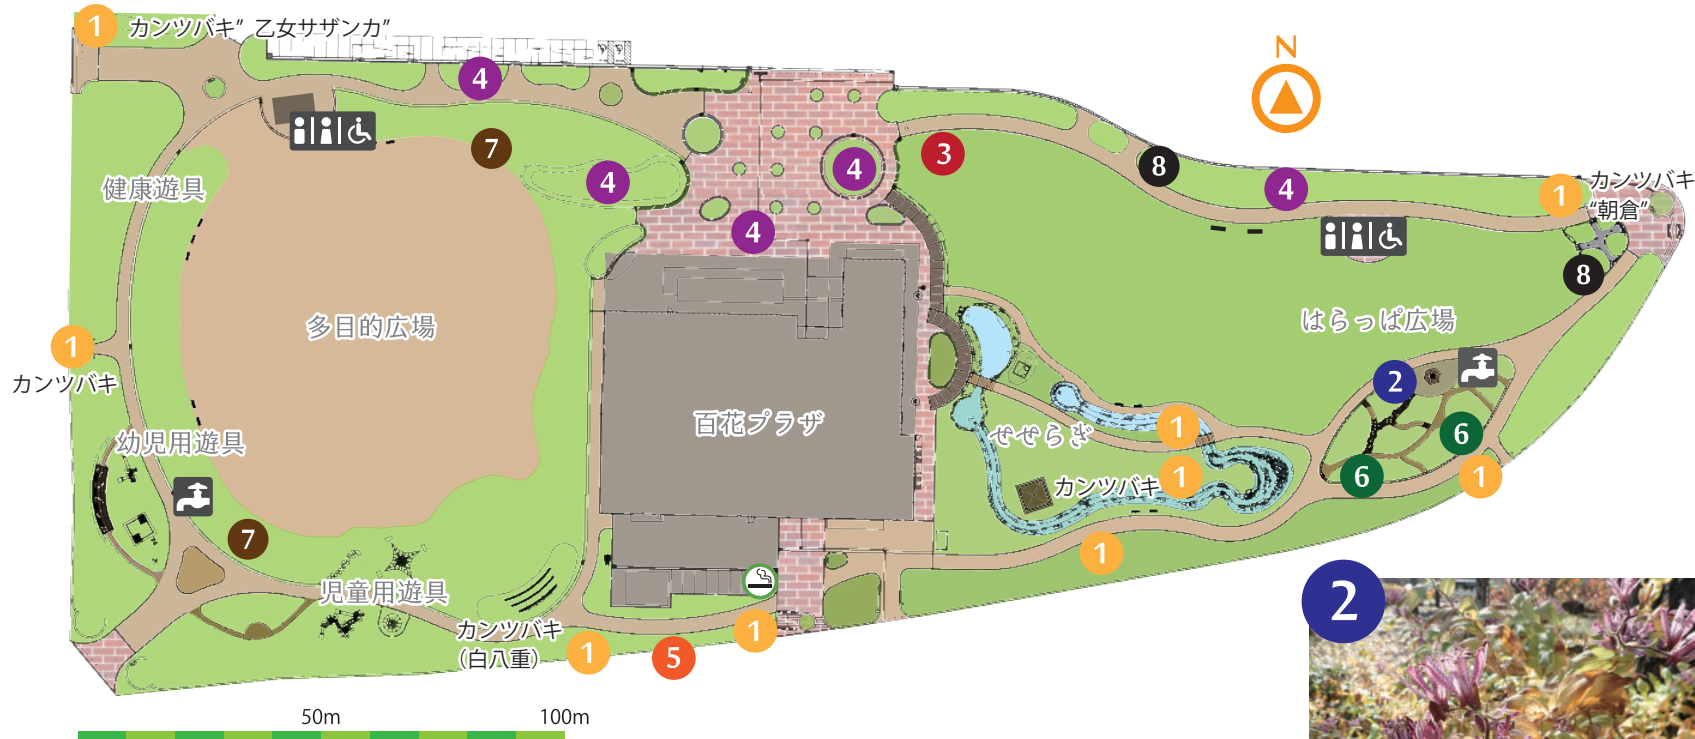 1 カンツバキ” 乙女サザンカ”
N
4
7
4
4
4
3
8
4
1 カンツバキ
“朝倉”
8
健康遊具
多目的広場
はらっぱ広場
1
カンツバキ
2
百花プラザ
せせらぎ
1
6
幼児用遊具
カンツバキ 1
6
1
7
1
児童用遊具
カンツバキ
(白八重)
1
5
1
2
50m
100m